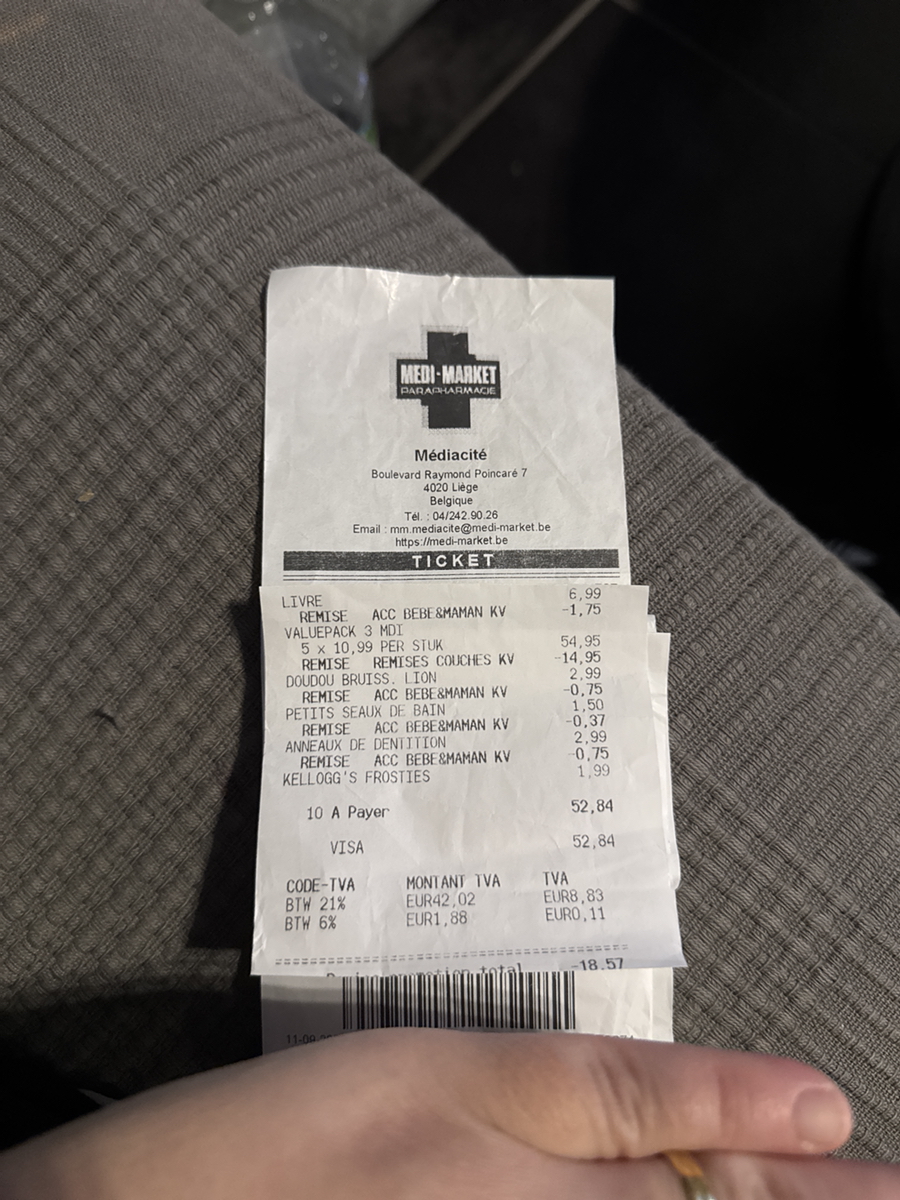 MEDI-MARKET
PARAPHARMACIE
Médiacité
Boulevard Raymond Poincaré 7
4020 Liège
Belgique
Tél. : 04/242.90.26
Email : mm.mediacite@medi-market.be
https://medi-market.be
TICKET
LIVRE 6,99
REMISE ACC BEBE&MAMAN KV -1,75
VALUEPACK 3 MDI
5 x 10,99 PER STUK 54,95
REMISE REMISES COUCHES KV -14,95
DOUDOU BRUISS. LION 2,99
REMISE ACC BEBE&MAMAN KV -0,75
PETITS SEAUX DE BAIN 1,50
REMISE ACC BEBE&MAMAN KV -0,37
ANNEAUX DE DENTITION 2,99
REMISE ACC BEBE&MAMAN KV -0,75
KELLOGG'S FROSTIES 1,99
10 A Payer 52,84
VISA 52,84
CODE-TVA MONTANT TVA TVA
BTW 21% EUR42,02 EUR8,83
BTW 6% EUR1,88 EUR0,11
total -18,57